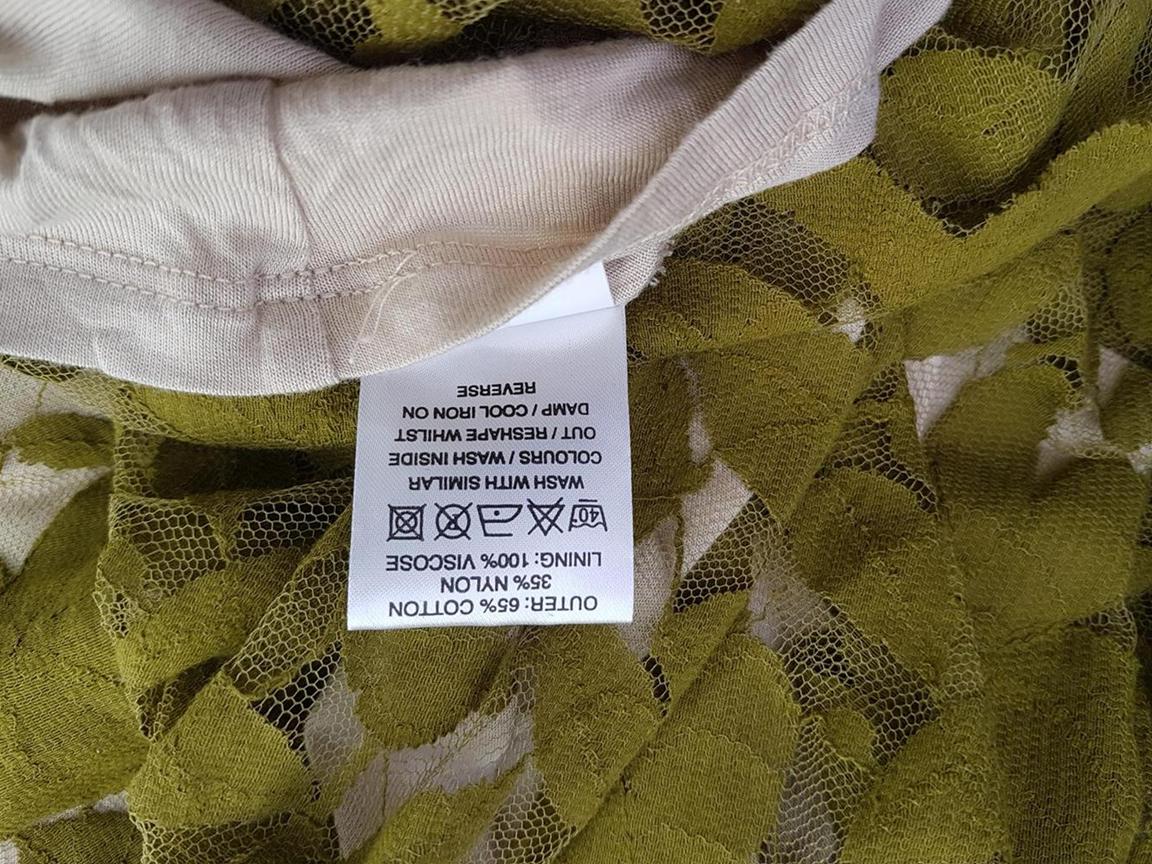 OUTER: 65% COTTON
35% NYLON
LINING: 100% VISCOSE
40
WASH WITH SIMILAR
COLOURS / WASH INSIDE
OUT / RESHAPE WHILST
DAMP / COOL IRON ON
REVERSE